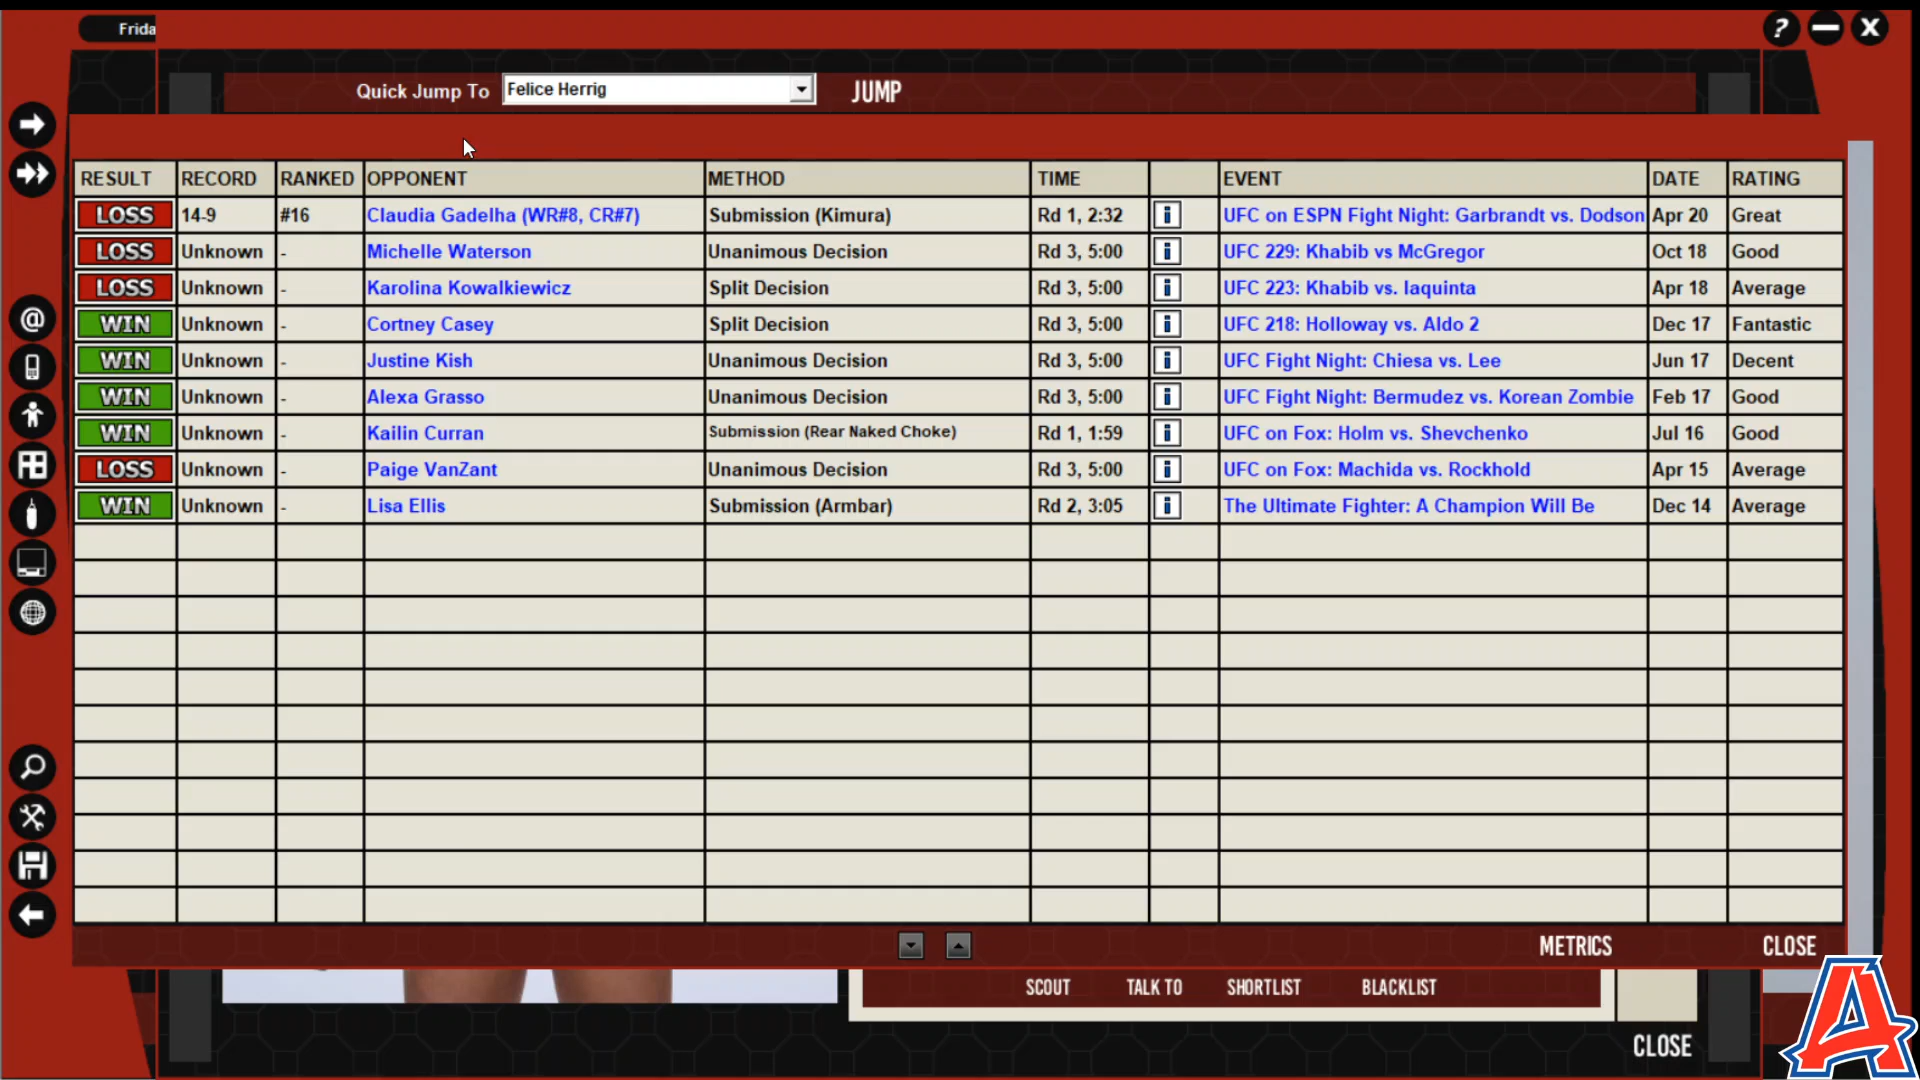 Frida
? — X
Quick Jump To Felice Herrig JUMP
RESULT RECORD RANKED OPPONENT METHOD TIME EVENT DATE RATING
LOSS 14-9 #16 Claudia Gadelha (WR#8, CR#7) Submission (Kimura) Rd 1, 2:32 i UFC on ESPN Fight Night: Garbrandt vs. Dodson Apr 20 Great
LOSS Unknown - Michelle Waterson Unanimous Decision Rd 3, 5:00 i UFC 229: Khabib vs McGregor Oct 18 Good
LOSS Unknown - Karolina Kowalkiewicz Split Decision Rd 3, 5:00 i UFC 223: Khabib vs. Iaquinta Apr 18 Average
WIN Unknown - Cortney Casey Split Decision Rd 3, 5:00 i UFC 218: Holloway vs. Aldo 2 Dec 17 Fantastic
WIN Unknown - Justine Kish Unanimous Decision Rd 3, 5:00 i UFC Fight Night: Chiesa vs. Lee Jun 17 Decent
WIN Unknown - Alexa Grasso Unanimous Decision Rd 3, 5:00 i UFC Fight Night: Bermudez vs. Korean Zombie Feb 17 Good
WIN Unknown - Kailin Curran Submission (Rear Naked Choke) Rd 1, 1:59 i UFC on Fox: Holm vs. Shevchenko Jul 16 Good
LOSS Unknown - Paige VanZant Unanimous Decision Rd 3, 5:00 i UFC on Fox: Machida vs. Rockhold Apr 15 Average
WIN Unknown - Lisa Ellis Submission (Armbar) Rd 2, 3:05 i The Ultimate Fighter: A Champion Will Be Dec 14 Average
METRICS CLOSE
SCOUT TALK TO SHORTLIST BLACKLIST
CLOSE
A